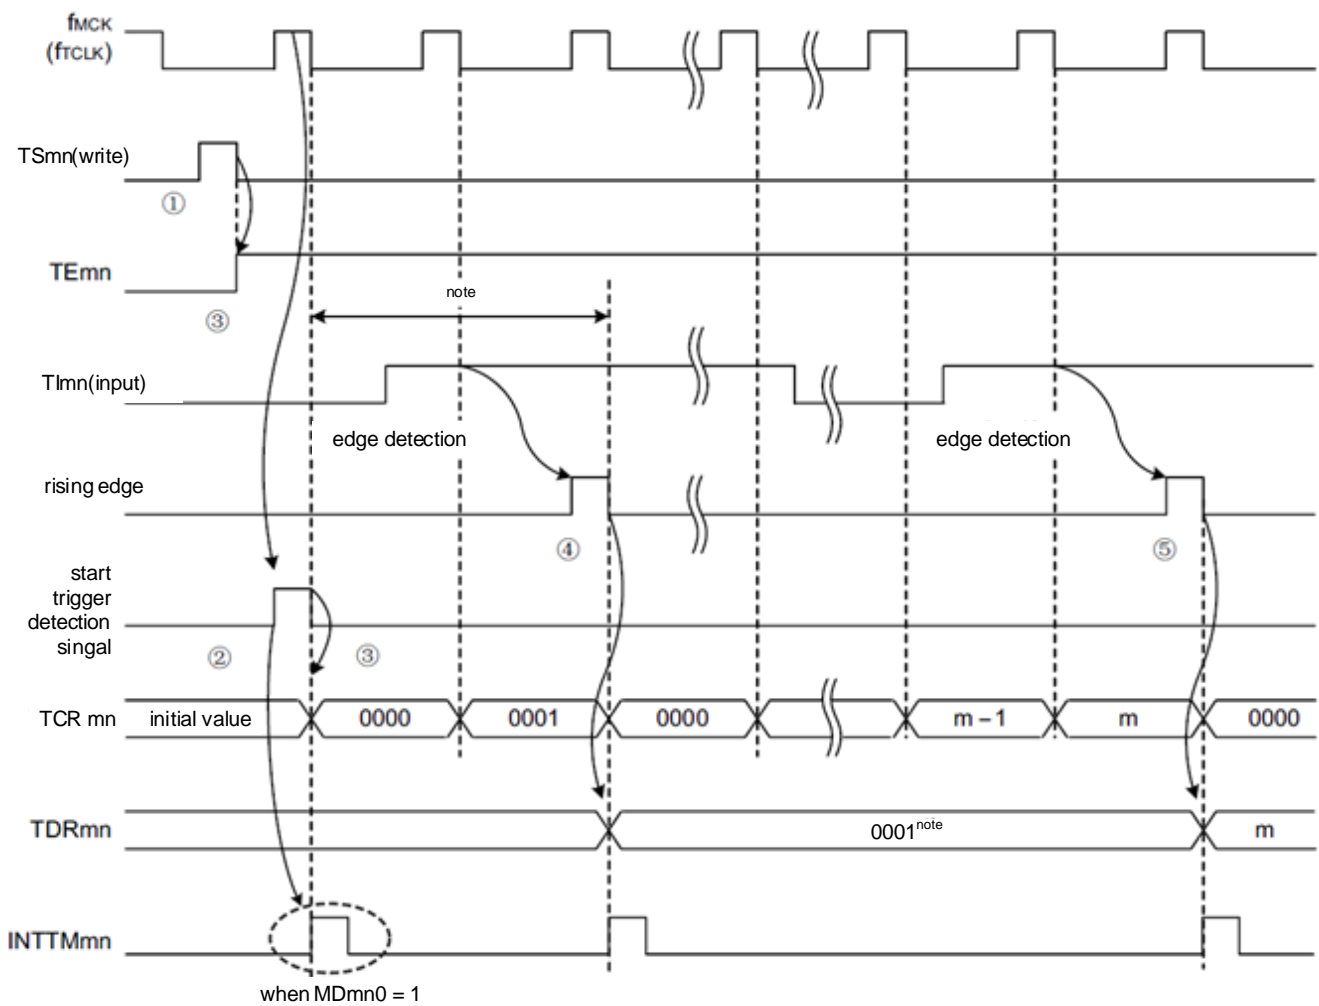 fMCK
(fTCLK)
TSmn(write)
①
TEmn
③
note
TImn(input)
edge detection
edge detection
rising edge
④
⑤
start
trigger
detection
singal
②
③
TCR mn
initial value
0000
0001
0000
m – 1
m
0000
TDRmn
0001note
m
INTTMmn
when MDmn0 = 1